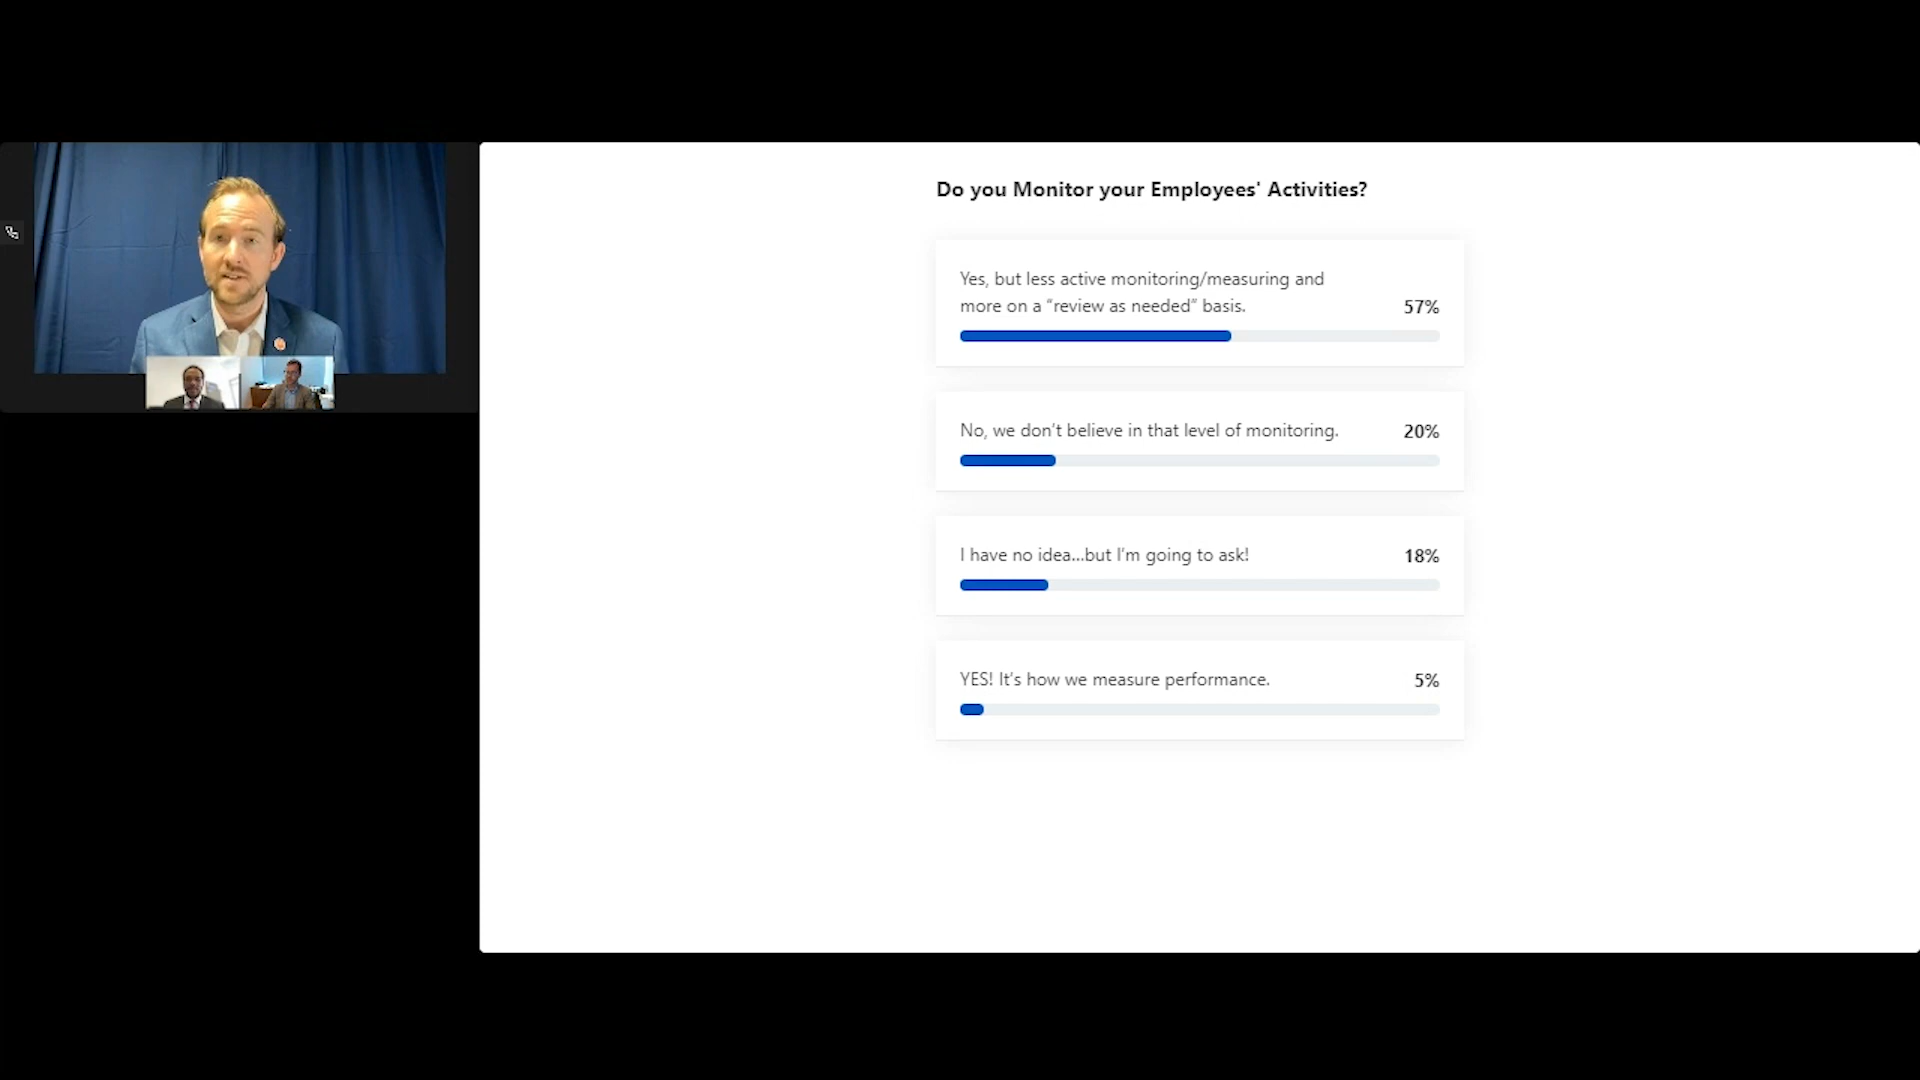 Do you Monitor your Employees' Activities?
Yes, but less active monitoring/measuring and
more on a “review as needed” basis.
57%
No, we don’t believe in that level of monitoring.
20%
I have no idea...but I’m going to ask!
18%
YES! It’s how we measure performance.
5%